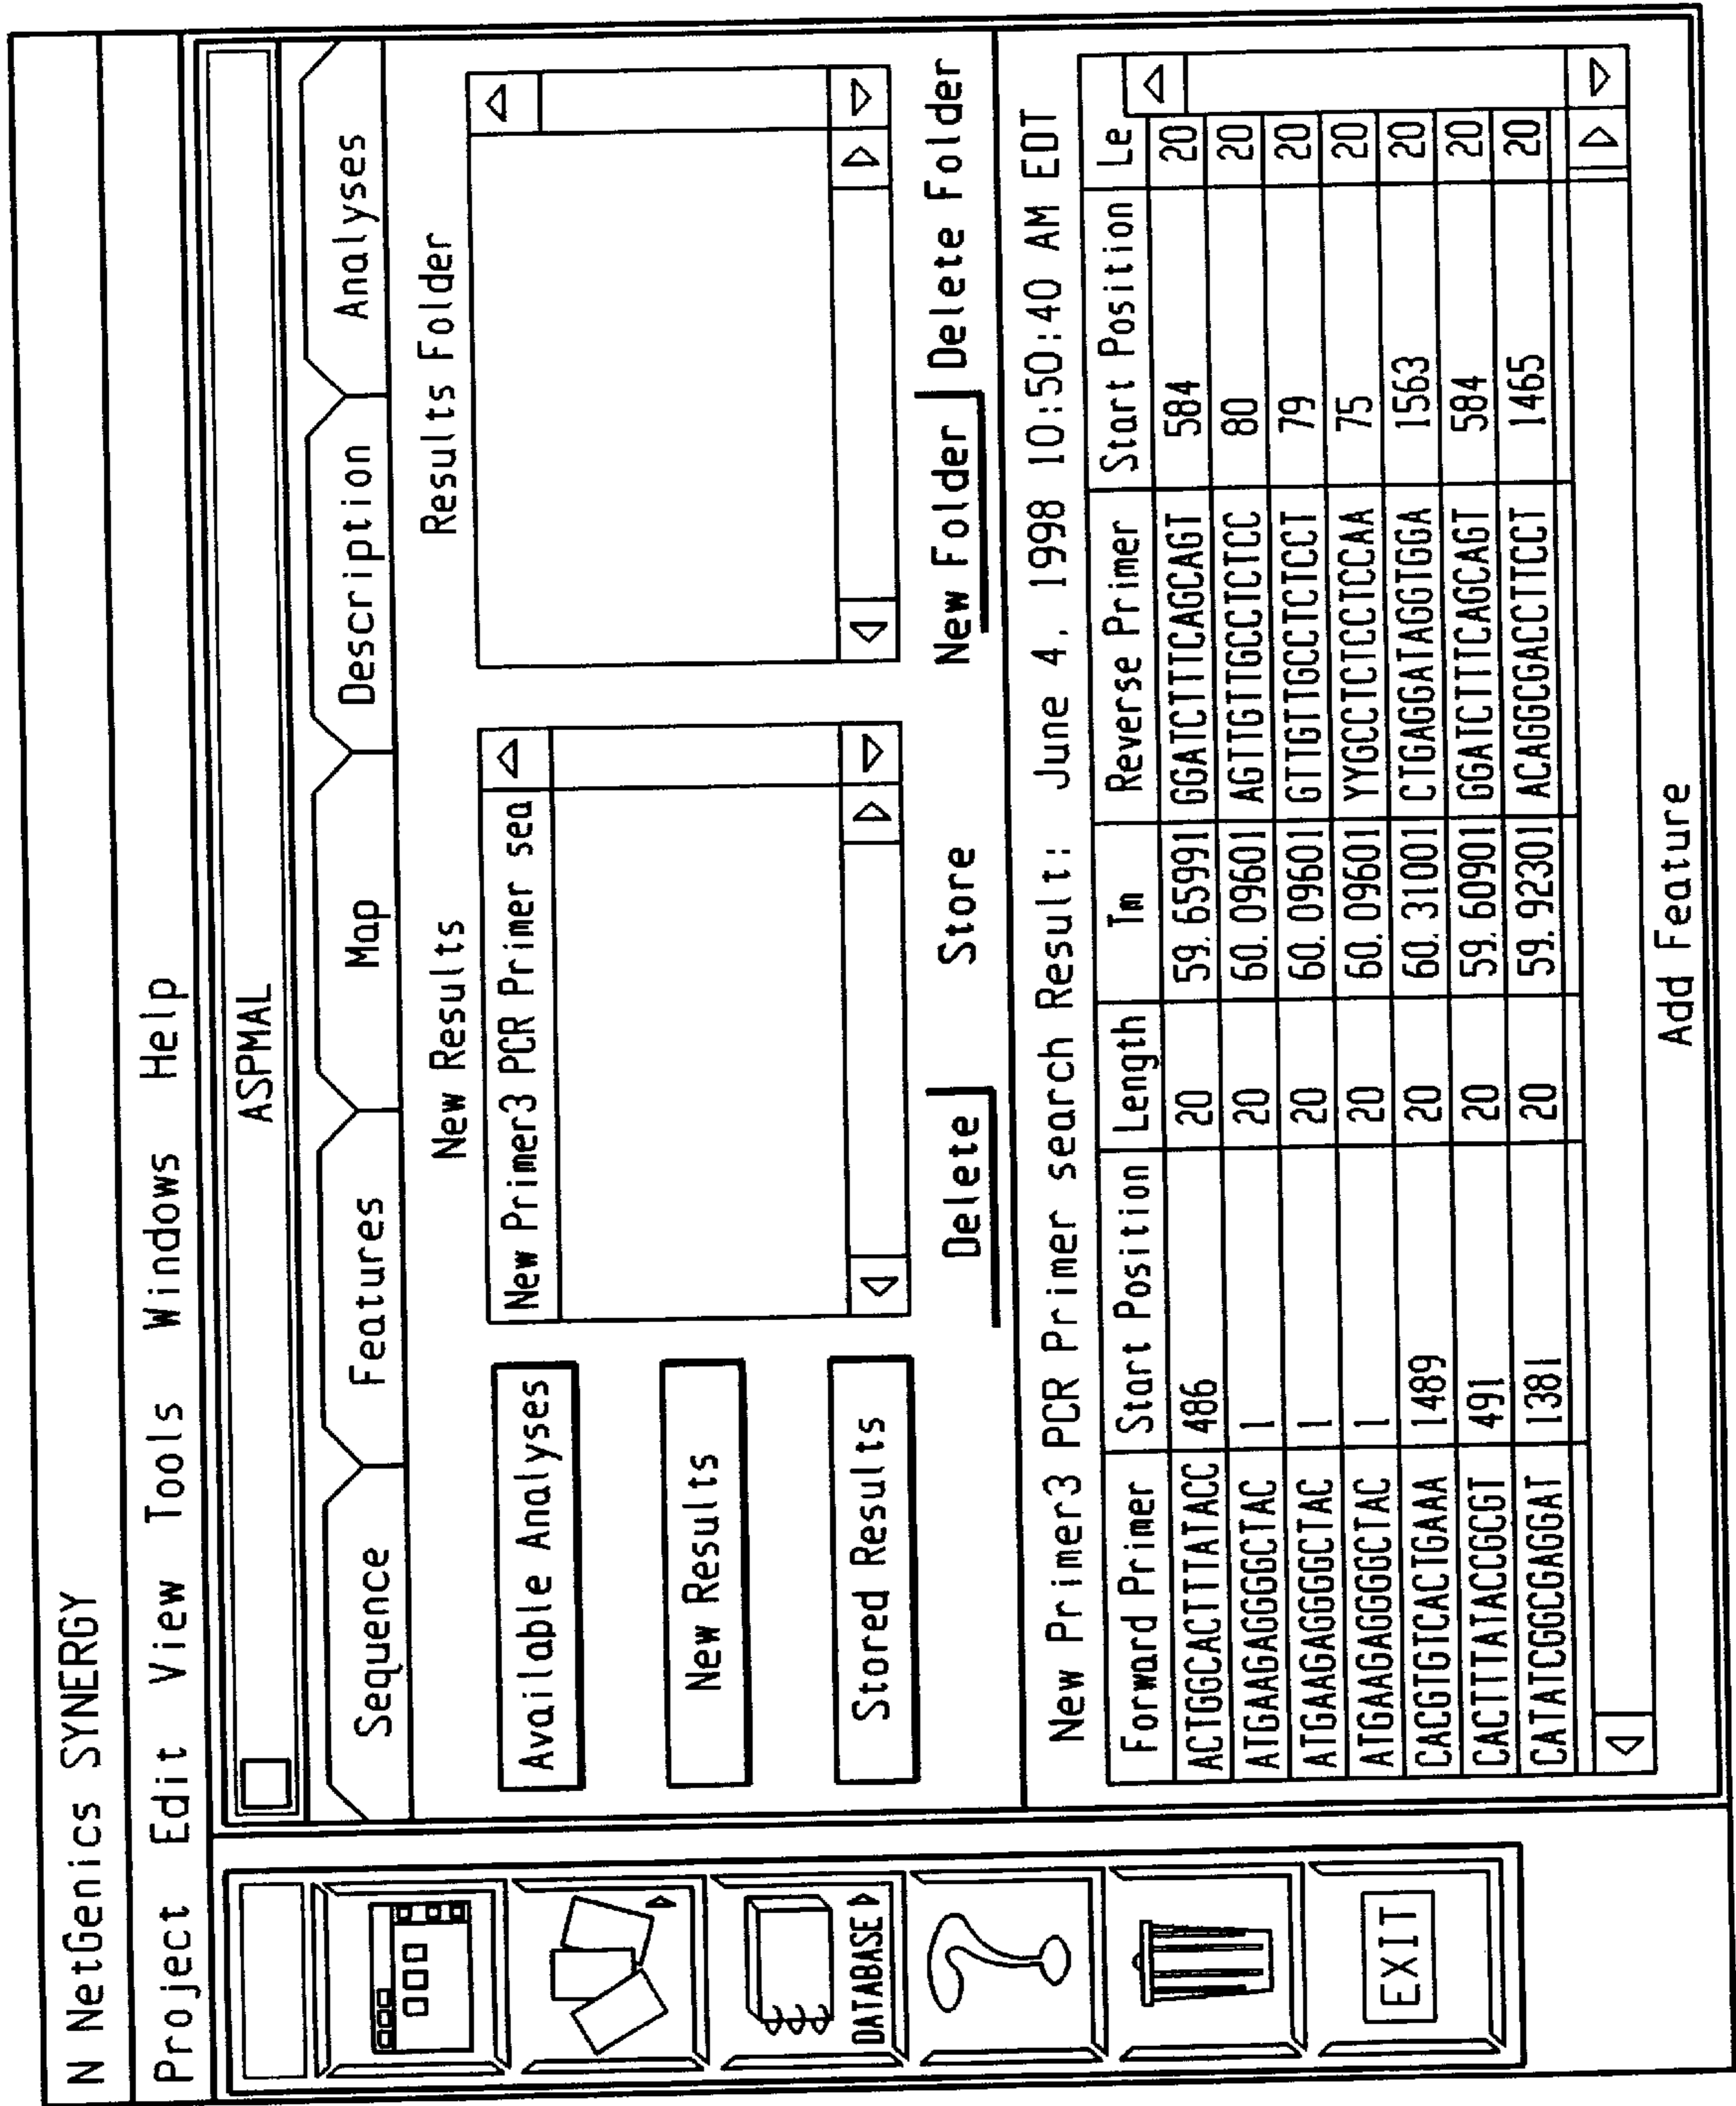 N NetGenics SYNERGY
Project Edit View Tools Windows Help
ASPMAL
Sequence Features Map Description Analyses
New Results Results Folder
Available Analyses
New Primer3 PCR Primer sea
New Results
Stored Results
Delete Store New Folder Delete Folder
New Primer3 PCR Primer search Result: June 4, 1998 10:50:40 AM EDT
Forward Primer Start Position Length Tm Reverse Primer Start Position Le
ACTGGCACTTTATACC 486 20 59.65991 GGATCTTTCAGCAGT 584 20
ATGAAGAGGGGCTAC 1 20 60.09601 AGTTGTTGCCTCTCC 80 20
ATGAAGAGGGGCTAC 1 20 60.09601 GTTGTTGCCTCTCCT 79 20
ATGAAGAGGGGCTAC 1 20 60.09601 YYGCCTCTCCTCCAA 75 20
CACGTGTCACTGAAA 1489 20 60.31001 CTGAGGATAGGTGGA 1563 20
CACTTTATACCGCGT 491 20 59.60901 GGATCTTTCAGCAGT 584 20
CATATCGGCGAGGAT 1381 20 59.92301 ACAGGCGACCTTCCT 1465 20
Add Feature
DATABASE
EXIT